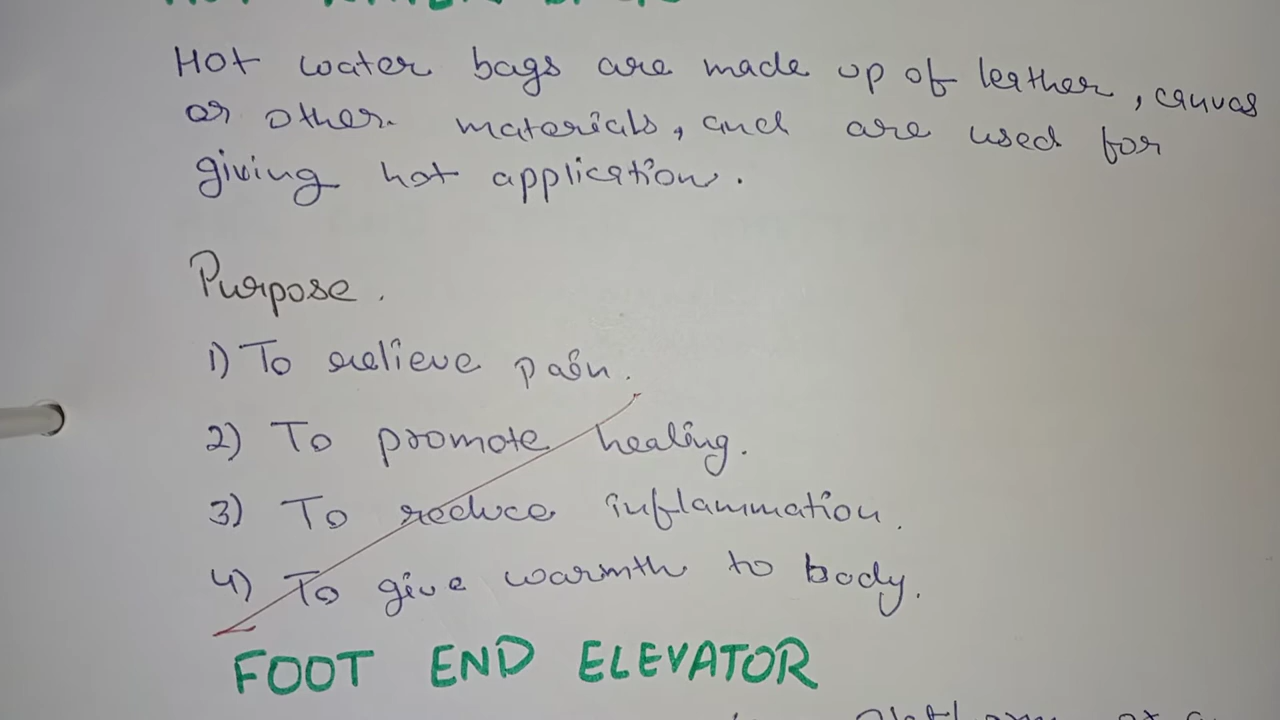 Hot water bags are made up of leather, canvas
or other materials, and are used for
giving hot application.
Purpose.
1) To relieve pain.
2) To promote healing.
3) To reduce inflammation.
4) To give warmth to body.
FOOT END ELEVATOR